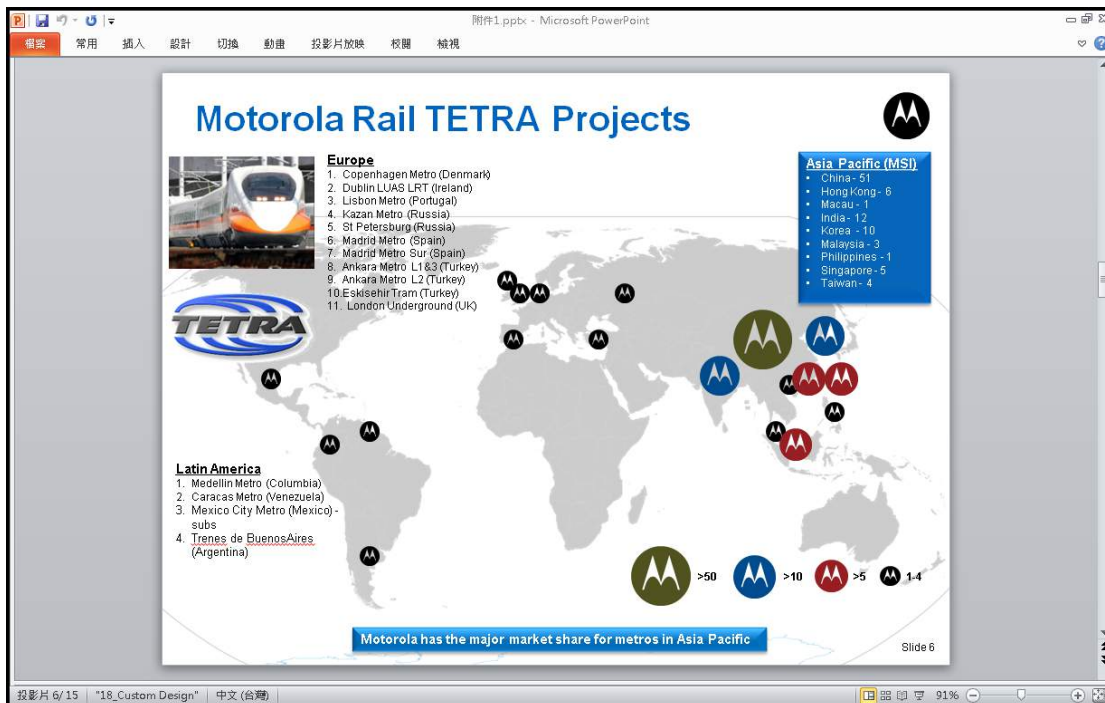 附件1.pptx - Microsoft PowerPoint
檔案 常用 插入 設計 切換 動畫 投影片放映 校閱 檢視
Motorola Rail TETRA Projects
Europe
1. Copenhagen Metro (Denmark)
2. Dublin LUAS LRT (Ireland)
3. Lisbon Metro (Portugal)
4. Kazan Metro (Russia)
5. St Petersburg (Russia)
6. Madrid Metro (Spain)
7. Madrid Metro Sur (Spain)
8. Ankara Metro L1&3 (Turkey)
9. Ankara Metro L2 (Turkey)
10.Eskisehir Tram (Turkey)
11. London Underground (UK)
Asia Pacific (MSI)
• China - 51
• Hong Kong - 6
• Macau - 1
• India - 12
• Korea - 10
• Malaysia - 3
• Philippines - 1
• Singapore - 5
• Taiwan - 4
TETRA
Latin America
1. Medellin Metro (Columbia)
2. Caracas Metro (Venezuela)
3. Mexico City Metro (Mexico) -
subs
4. Trenes de BuenosAires
(Argentina)
>50 >10 >5 1-4
Motorola has the major market share for metros in Asia Pacific
Slide 6
投影片 6/15 "18_Custom Design" 中文 (台灣) 91%